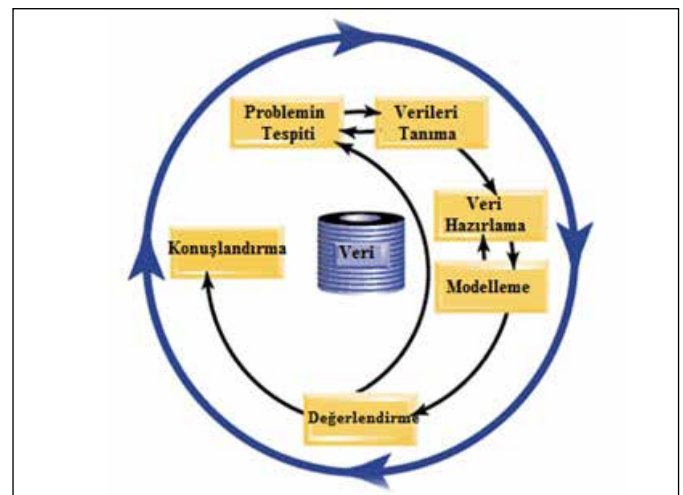 Problemin
Tespiti
Verileri
Tanıma
Veri
Hazırlama
Konuşlandırma
Veri
Modelleme
Değerlendirme